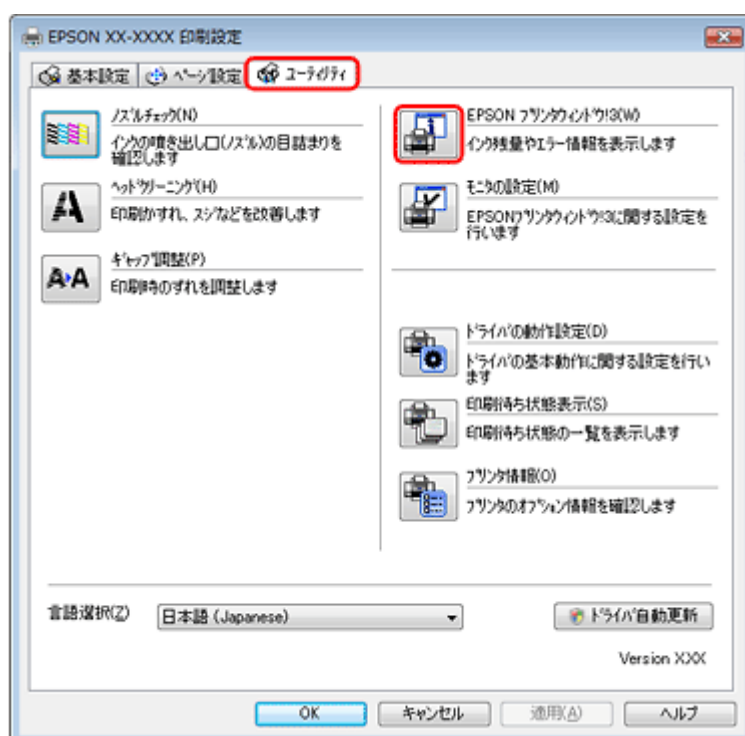 EPSON XX-XXXX 印刷設定
基本設定
ページ設定
ユーティリティ
ノズルチェック(N)
インクの噴き出し口(ノズル)の目詰まりを
確認します
ヘッドクリーニング(H)
印刷かすれ、スジなどを改善します
ギャップ調整(P)
印刷時のずれを調整します
EPSON プリンタウィンドウ!3(W)
インク残量やエラー情報を表示します
モニタの設定(M)
EPSONプリンタウィンドウ!3に関する設定を
行います
ドライバの動作設定(D)
ドライバの基本動作に関する設定を行い
ます
印刷待ち状態表示(S)
印刷待ち状態の一覧を表示します
プリンタ情報(O)
プリンタのオプション情報を確認します
言語選択(Z)
日本語 (Japanese)
ドライバ自動更新
Version XXX
OK
キャンセル
適用(A)
ヘルプ